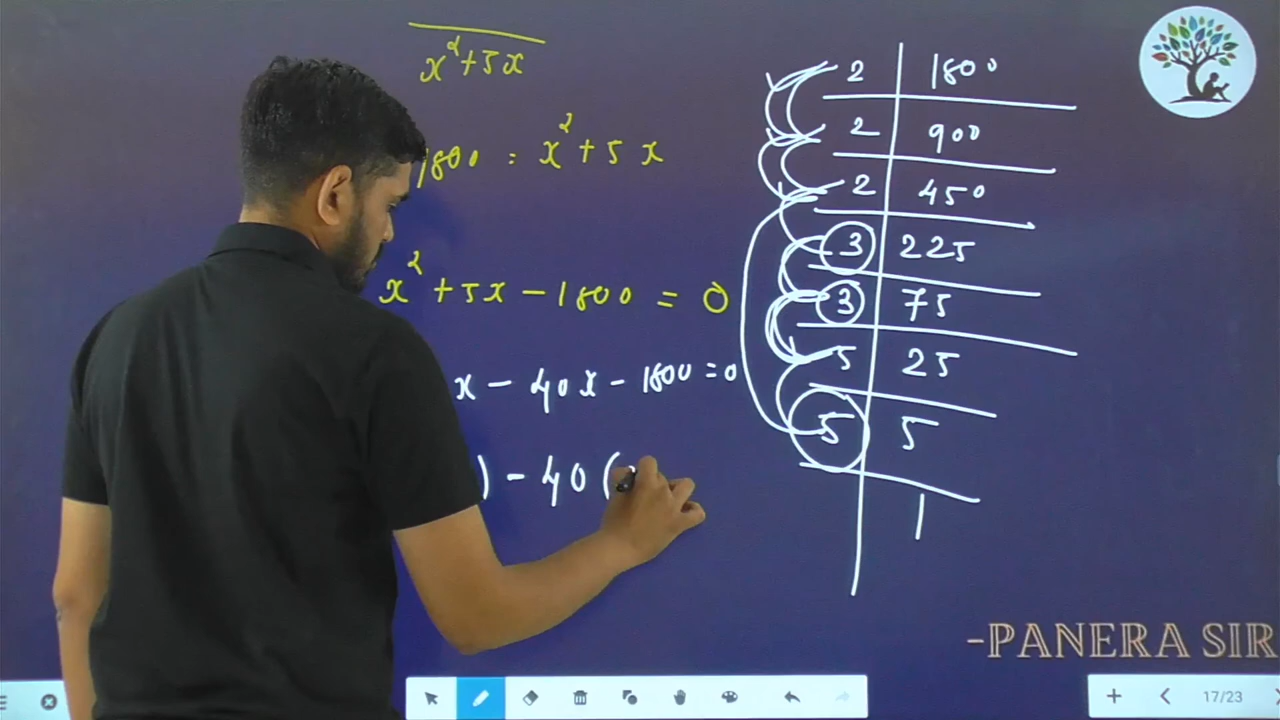 x² + 5x
1800 = x² + 5x
x² + 5x - 1800 = 0
x - 40x - 1800 = 0
) - 40 (
2 | 1800
2 | 900
2 | 450
3 | 225
3 | 75
5 | 25
5 | 5
1
-PANERA SIR
17/23